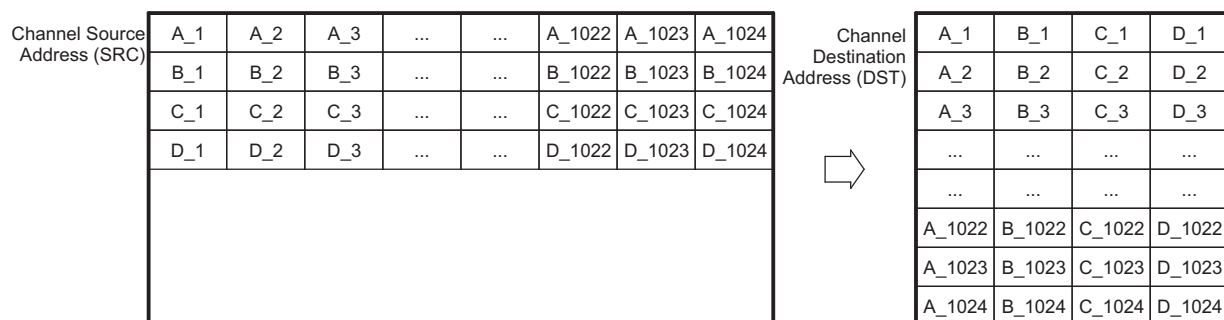 Channel Source
Address (SRC)
A_1 A_2 A_3 ... ... A_1022 A_1023 A_1024
B_1 B_2 B_3 ... ... B_1022 B_1023 B_1024
C_1 C_2 C_3 ... ... C_1022 C_1023 C_1024
D_1 D_2 D_3 ... ... D_1022 D_1023 D_1024
Channel
Destination
Address (DST)
A_1 B_1 C_1 D_1
A_2 B_2 C_2 D_2
A_3 B_3 C_3 D_3
... ... ... ...
... ... ... ...
A_1022 B_1022 C_1022 D_1022
A_1023 B_1023 C_1023 D_1023
A_1024 B_1024 C_1024 D_1024